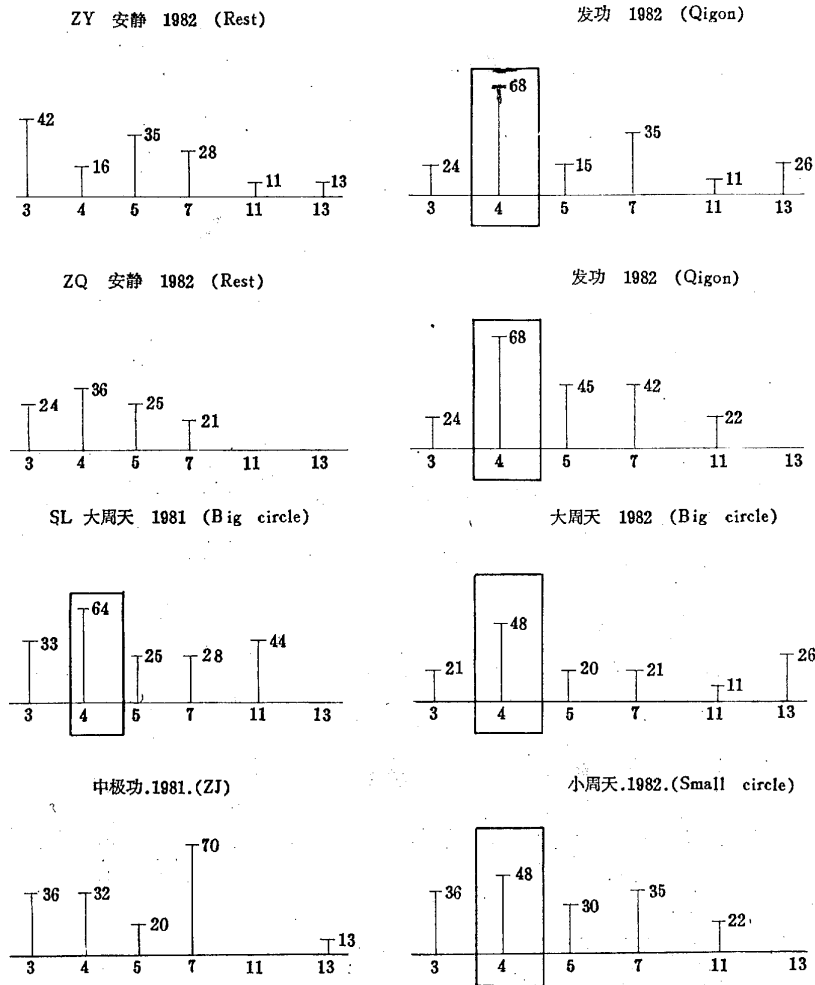 ZY 安静 1982 (Rest)
42 16 35 28 11 13
3 4 5 7 11 13
发功 1982 (Qigon)
24 68 15 35 11 26
3 4 5 7 11 13
ZQ 安静 1982 (Rest)
24 36 25 21
3 4 5 7 11 13
发功 1982 (Qigon)
24 68 45 42 22
3 4 5 7 11 13
SL 大周天 1981 (Big circle)
33 64 25 28 44
3 4 5 7 11 13
大周天 1982 (Big circle)
21 48 20 21 11 26
3 4 5 7 11 13
中极功.1981.(ZJ)
36 32 20 70 13
3 4 5 7 11 13
小周天.1982.(Small circle)
36 48 30 35 22
3 4 5 7 11 13